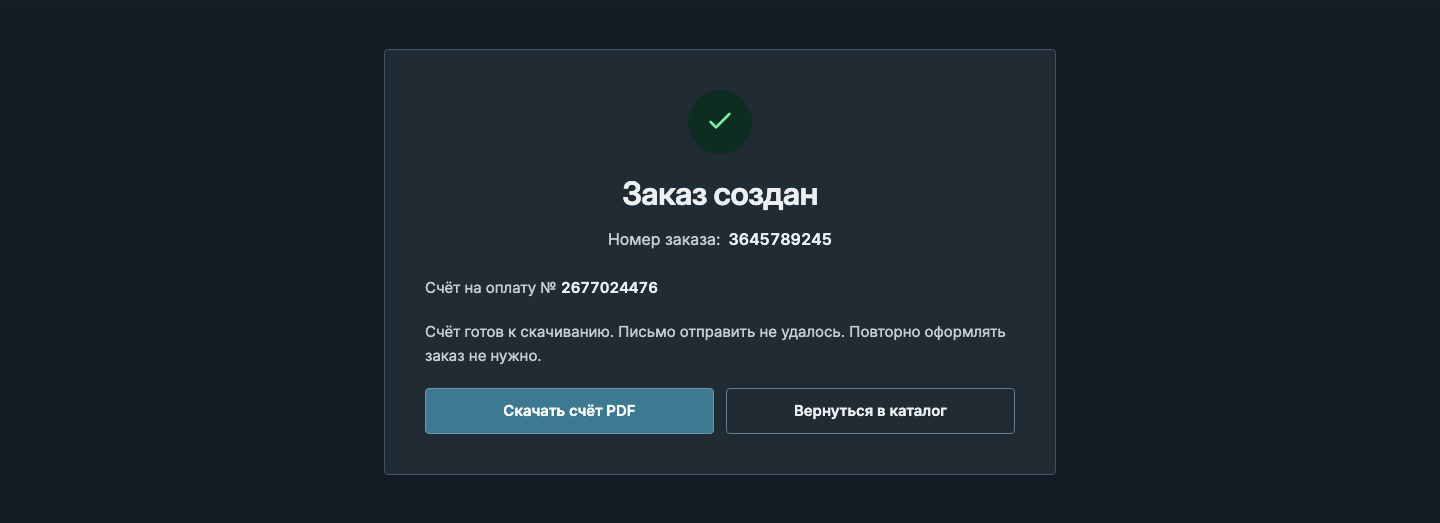 Заказ создан
Номер заказа: 3645789245
Счёт на оплату № 2677024476
Счёт готов к скачиванию. Письмо отправить не удалось. Повторно оформлять
заказ не нужно.
Скачать счёт PDF
Вернуться в каталог